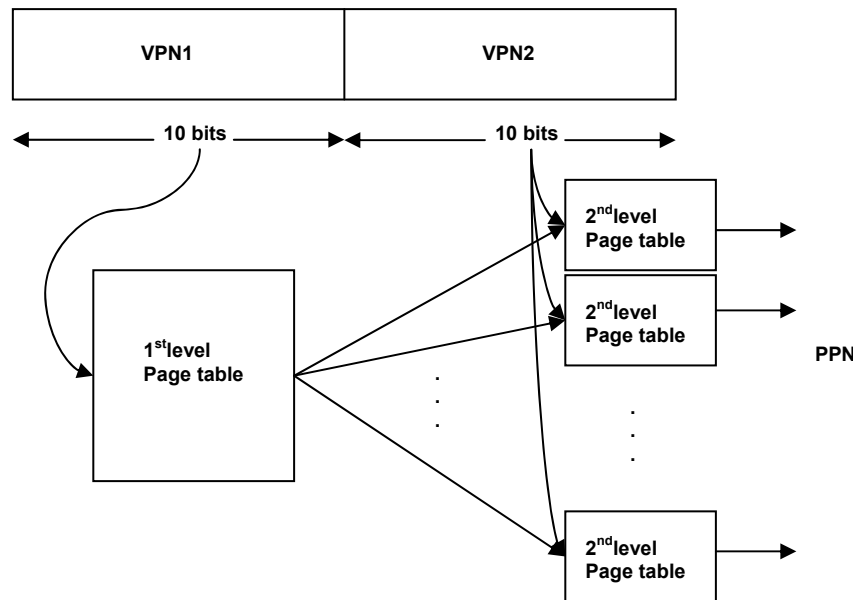 VPN1 VPN2
10 bits 10 bits
2nd level
Page table
2nd level
Page table
1st level
Page table
PPN
.
.
.
.
.
.
2nd level
Page table